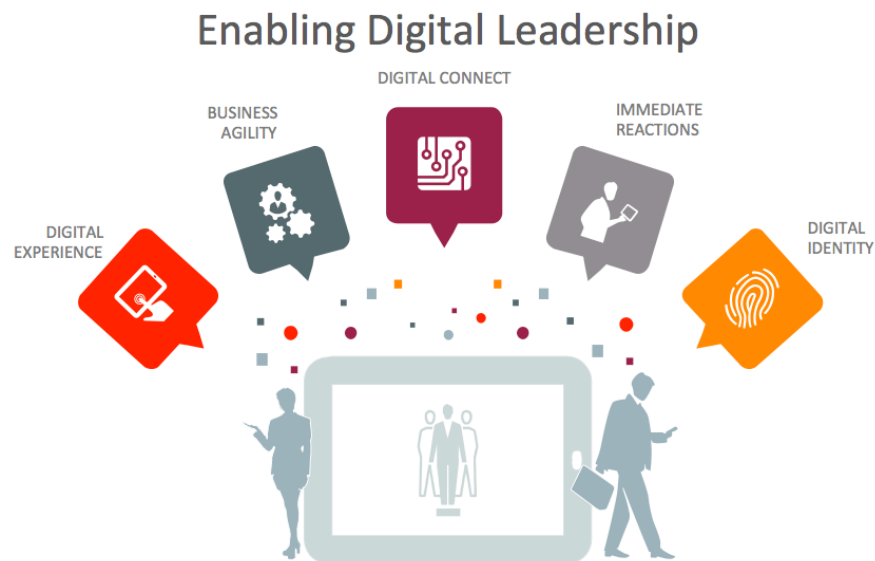 Enabling Digital Leadership
DIGITAL CONNECT
BUSINESS
AGILITY
IMMEDIATE
REACTIONS
DIGITAL
EXPERIENCE
DIGITAL
IDENTITY